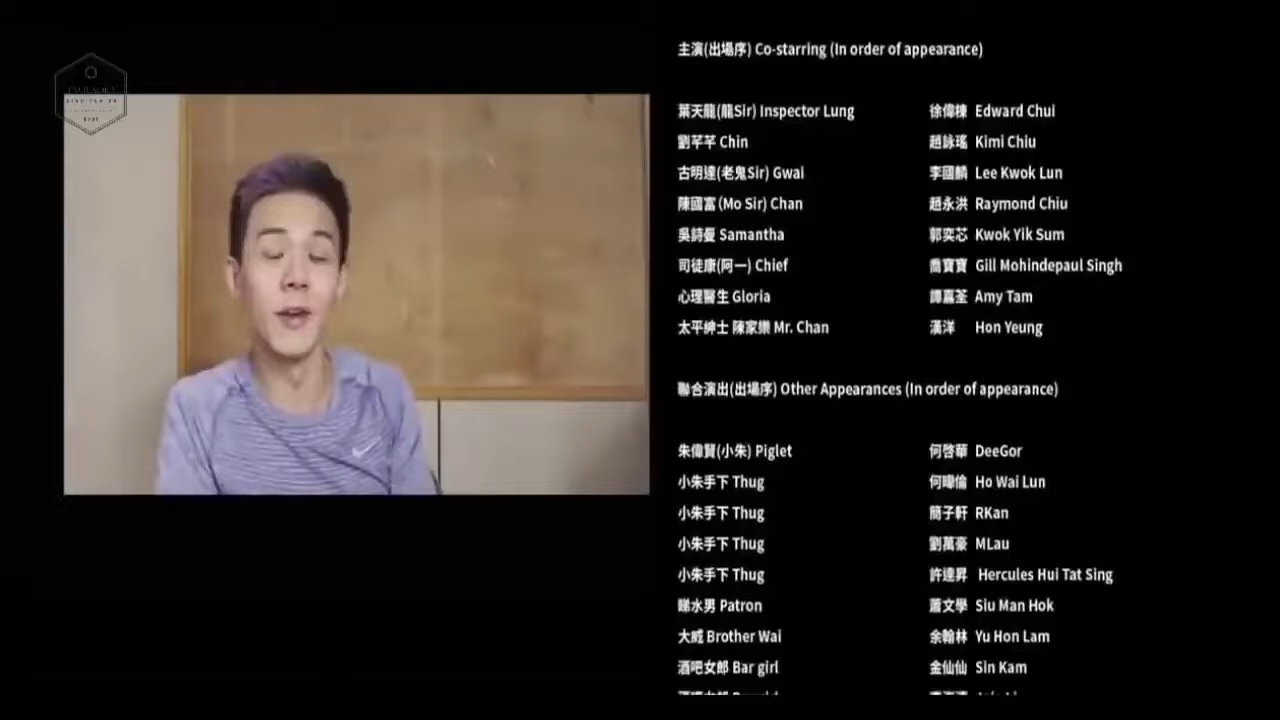 主演(出場序) Co-starring (In order of appearance)
葉天龍(龍Sir) Inspector Lung 徐偉棟 Edward Chui
劉芊芊 Chin 趙詠瑤 Kimi Chiu
古明達(老鬼Sir) Gwai 李國麟 Lee Kwok Lun
陳國富(Mo Sir) Chan 趙永洪 Raymond Chiu
吳詩曼 Samantha 郭奕芯 Kwok Yik Sum
司徒康(阿一) Chief 喬寶寶 Gill Mohindepaul Singh
心理醫生 Gloria 譚嘉荃 Amy Tam
太平紳士 陳家樂 Mr. Chan 漢洋 Hon Yeung
聯合演出(出場序) Other Appearances (In order of appearance)
朱偉賢(小朱) Piglet 何啓華 DeeGor
小朱手下 Thug 何暐倫 Ho Wai Lun
小朱手下 Thug 簡子軒 RKan
小朱手下 Thug 劉萬豪 MLau
小朱手下 Thug 許達昇 Hercules Hui Tat Sing
睇水男 Patron 蕭文學 Siu Man Hok
大威 Brother Wai 余翰林 Yu Hon Lam
酒吧女郎 Bar girl 金仙仙 Sin Kam